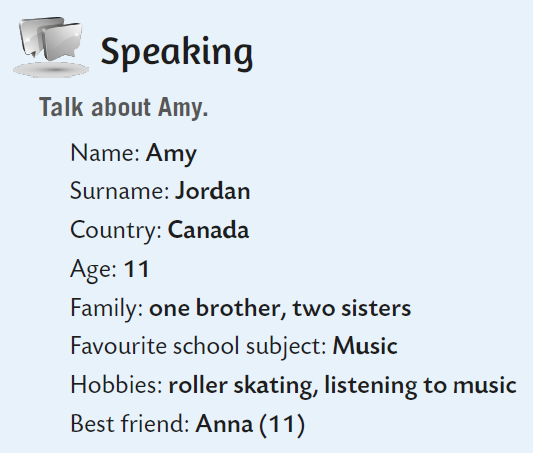 Speaking
Talk about Amy.
Name: Amy
Surname: Jordan
Country: Canada
Age: 11
Family: one brother, two sisters
Favourite school subject: Music
Hobbies: roller skating, listening to music
Best friend: Anna (11)